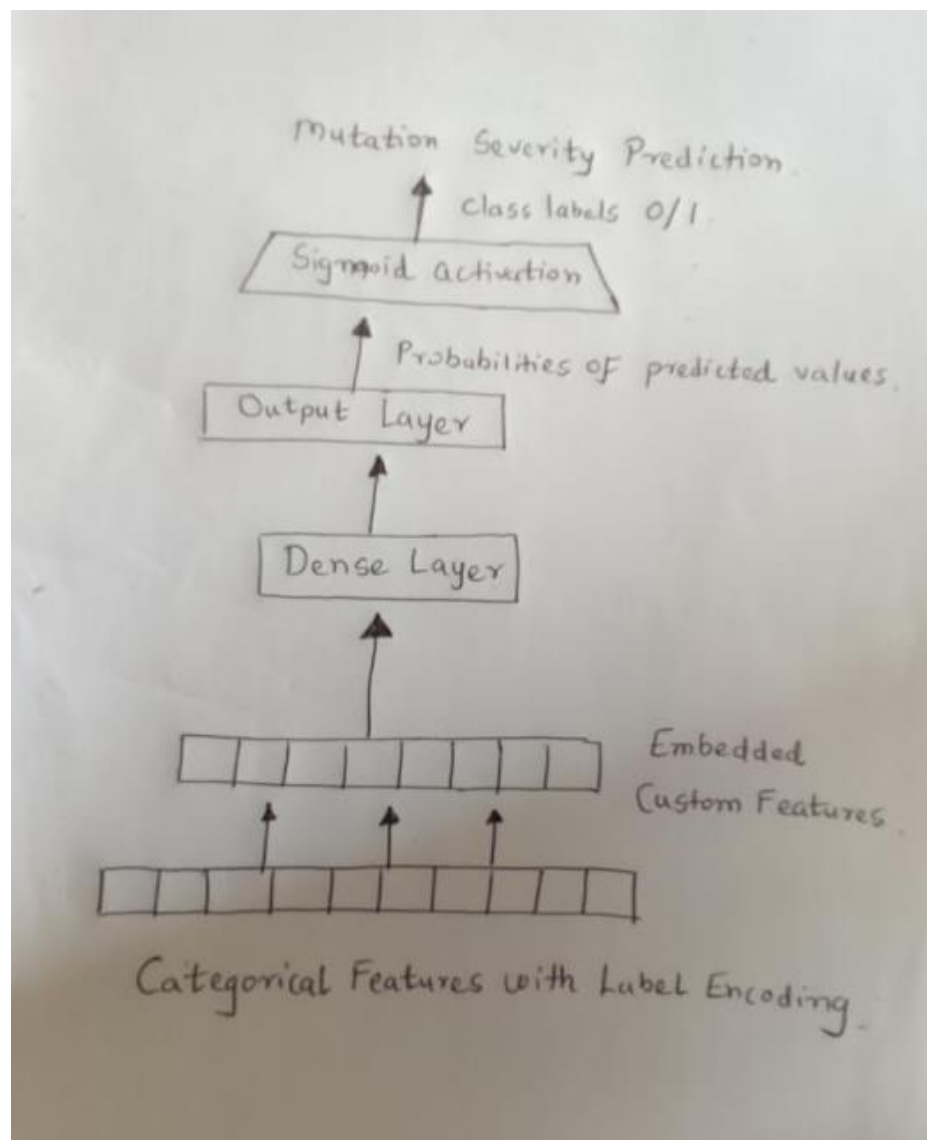 Mutation Severity Prediction.
Class labels 0/1.
Sigmoid activation
Probabilities of predicted values.
Output Layer
Dense Layer
Embedded
Custom Features.
Categorical Features with Label Encoding.